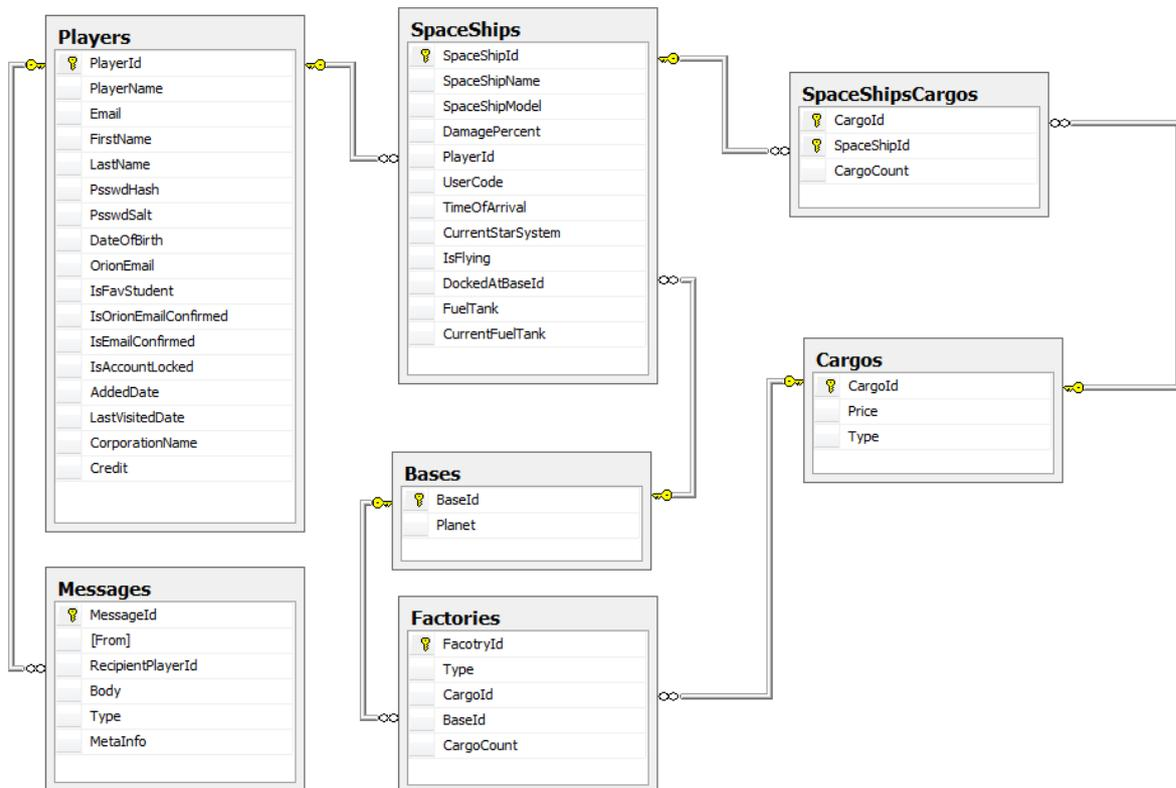 Players
PlayerId
PlayerName
Email
FirstName
LastName
PsswdHash
PsswdSalt
DateOfBirth
OrionEmail
IsFavStudent
IsOrionEmailConfirmed
IsEmailConfirmed
IsAccountLocked
AddedDate
LastVisitedDate
CorporationName
Credit
Messages
MessageId
[From]
RecipientPlayerId
Body
Type
MetaInfo
SpaceShips
SpaceShipId
SpaceShipName
SpaceShipModel
DamagePercent
PlayerId
UserCode
TimeOfArrival
CurrentStarSystem
IsFlying
DockedAtBaseId
FuelTank
CurrentFuelTank
Bases
BaseId
Planet
Factories
FacotryId
Type
CargoId
BaseId
CargoCount
SpaceShipsCargos
CargoId
SpaceShipId
CargoCount
Cargos
CargoId
Price
Type